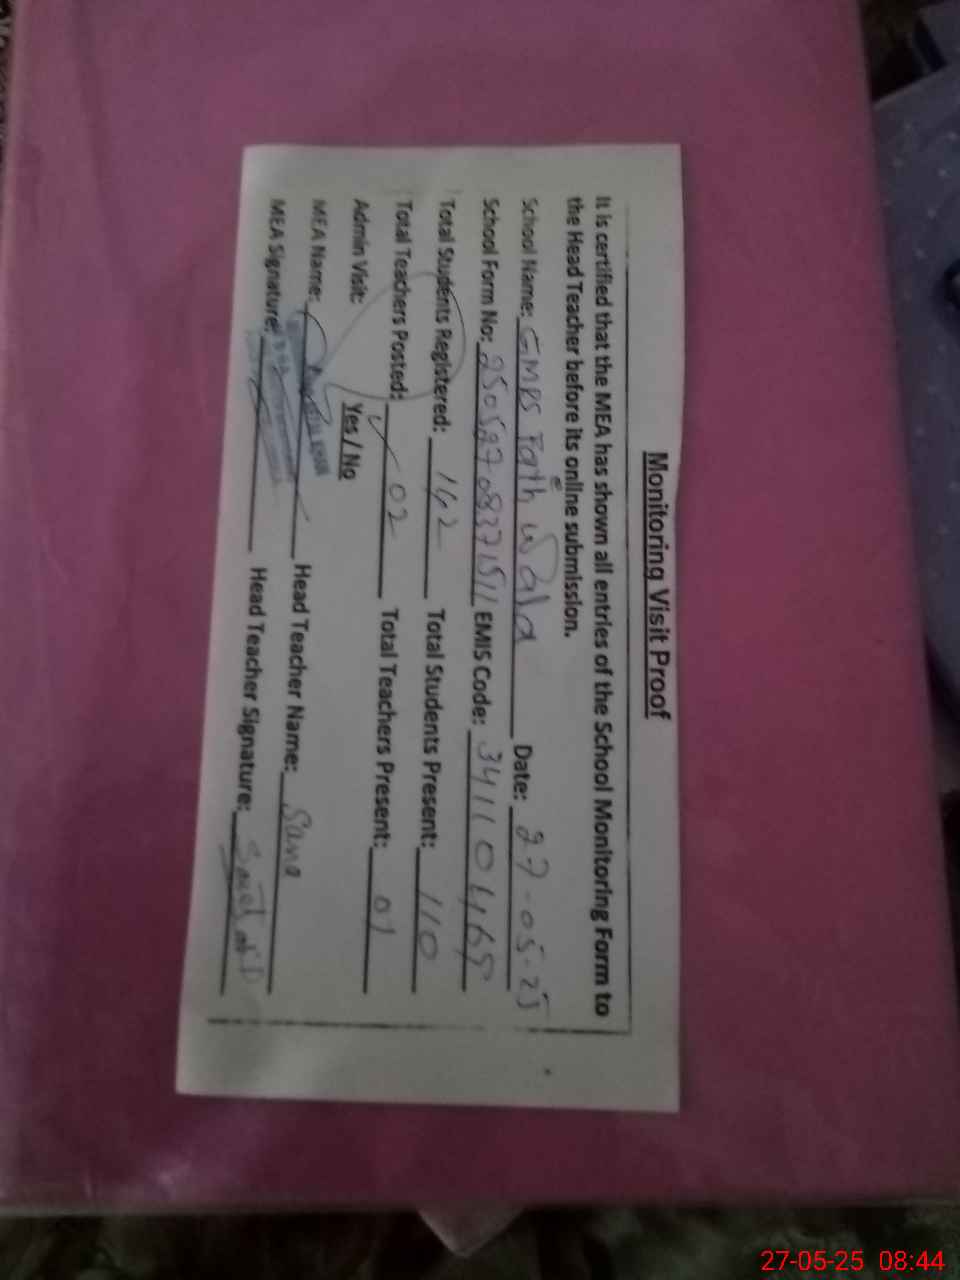 Monitoring Visit Proof
It is certified that the MEA has shown all entries of the School Monitoring Form to
the Head Teacher before its online submission.
School Name: GMPS Fateh Wala Date: 27-05-25
School Form No: EMIS Code:
Total Students Registered: 142 Total Students Present: 110
Total Teachers Posted: 02 Total Teachers Present: 01
Admin Visit: Yes / No
MEA Name: Head Teacher Name: Sana
MEA Signature: Head Teacher Signature:
27-05-25 08:44